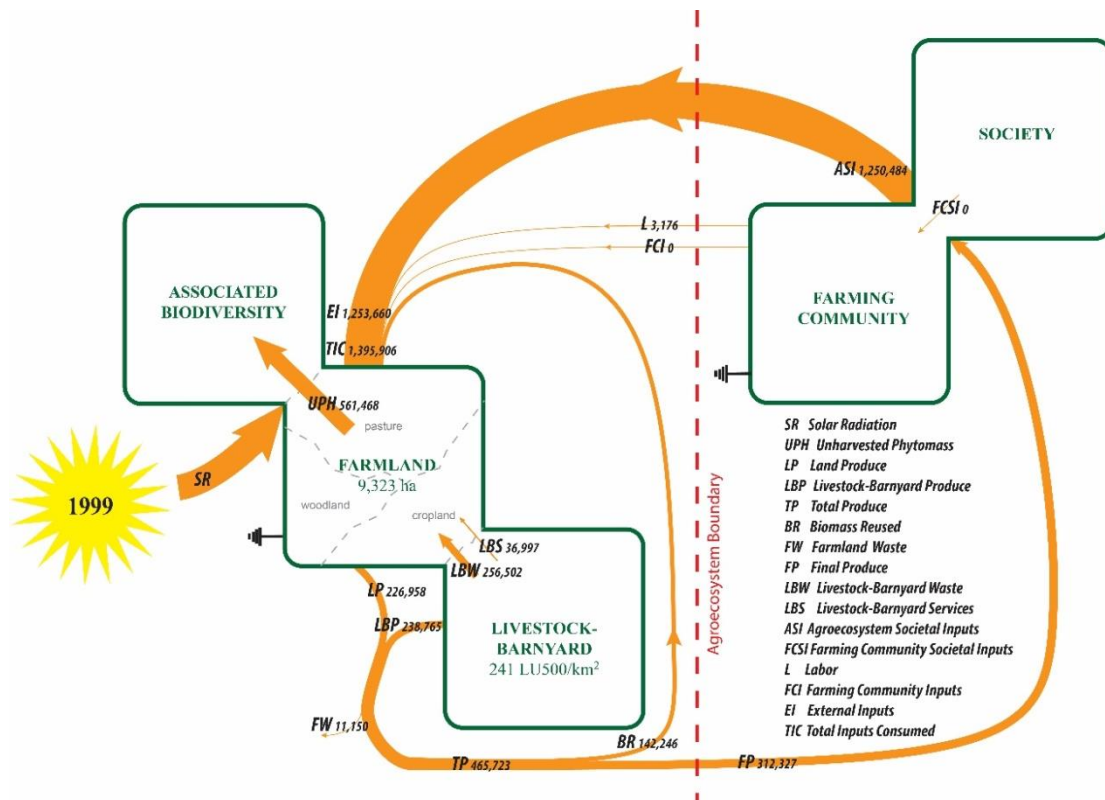 SOCIETY
ASI 1,250,484
FCSI 0
L 3,176
FCI 0
ASSOCIATED
BIODIVERSITY
FARMING
COMMUNITY
EI 1,253,660
TIC 1,395,906
UPH 561,468
pasture
SR
1999
FARMLAND
9,323 ha
woodland
cropland
LBS 36,997
LBW 256,502
LP 226,958
LBP 238,765
LIVESTOCK-
BARNYARD
241 LU500/km²
FW 11,150
TP 465,723
BR 142,246
FP 312,327
Agroecosystem Boundary
SR Solar Radiation
UPH Unharvested Phytomass
LP Land Produce
LBP Livestock-Barnyard Produce
TP Total Produce
BR Biomass Reused
FW Farmland Waste
FP Final Produce
LBW Livestock-Barnyard Waste
LBS Livestock-Barnyard Services
ASI Agroecosystem Societal Inputs
FCSI Farming Community Societal Inputs
L Labor
FCI Farming Community Inputs
EI External Inputs
TIC Total Inputs Consumed